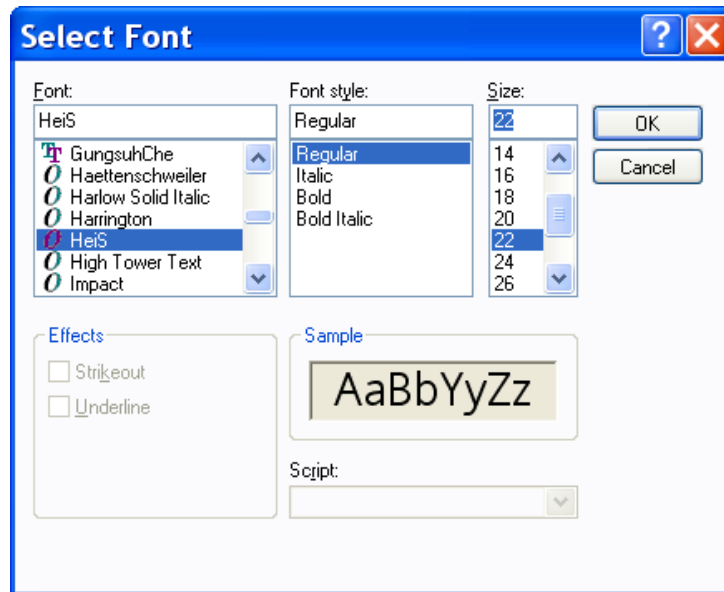 Select Font
Font:
HeiS
GungsuhChe
Haettenschweiler
Harlow Solid Italic
Harrington
HeiS
High Tower Text
Impact
Font style:
Regular
Regular
Italic
Bold
Bold Italic
Size:
22
14
16
18
20
22
24
26
OK
Cancel
Effects
Strikeout
Underline
Sample
AaBbYyZz
Script: